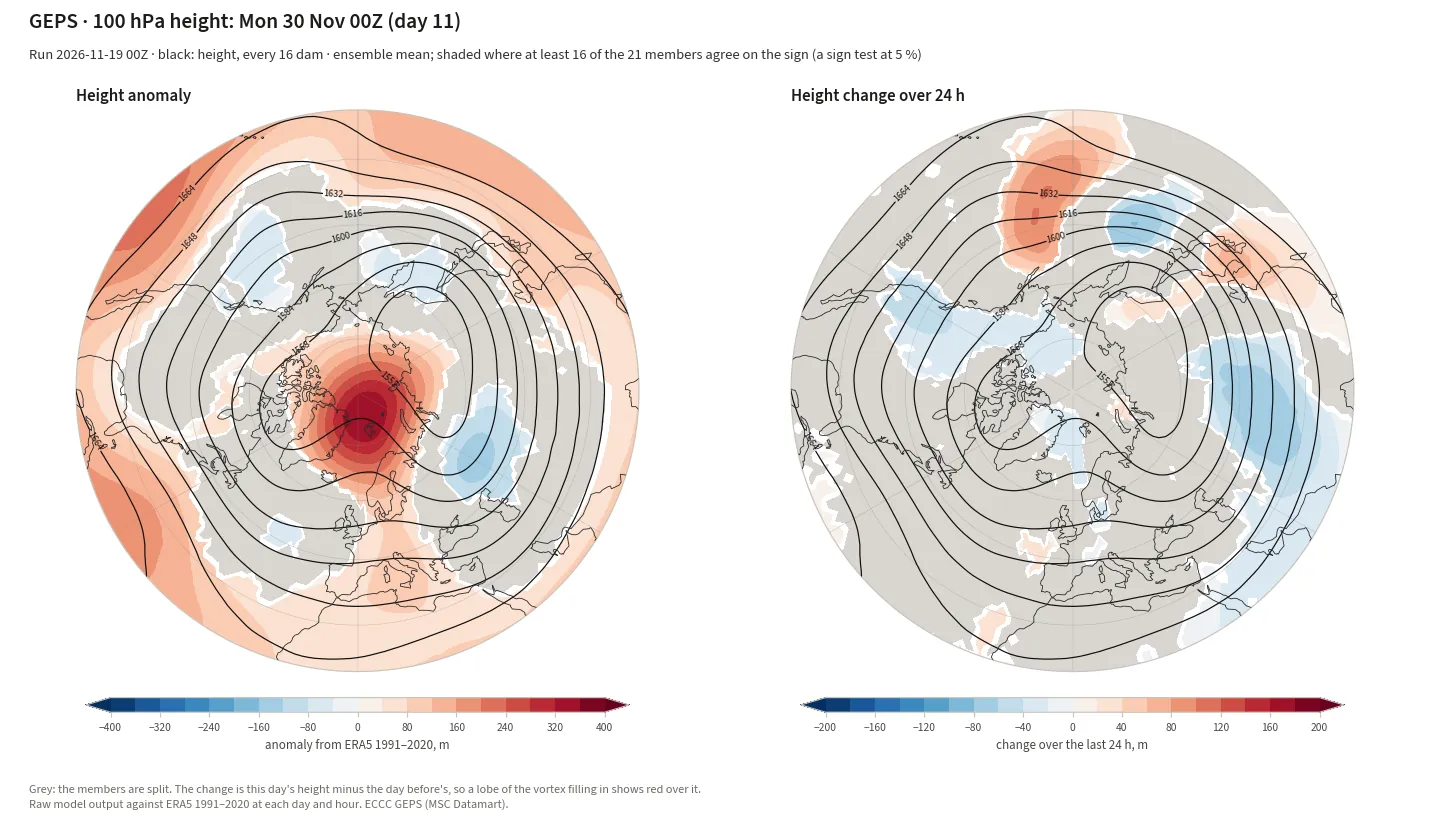 GEPS · 100 hPa height: Mon 30 Nov 00Z (day 11)
Run 2026-11-19 00Z · black: height, every 16 dam · ensemble mean; shaded where at least 16 of the 21 members agree on the sign (a sign test at 5 %)
Height anomaly
Height change over 24 h
1664
1632
1616
1648
1600
1584
1568
1552
1664
1664
1632
1616
1648
1600
1584
1568
1552
1664
−400 −320 −240 −160 −80 0 80 160 240 320 400
anomaly from ERA5 1991–2020, m
−200 −160 −120 −80 −40 0 40 80 120 160 200
change over the last 24 h, m
Grey: the members are split. The change is this day's height minus the day before's, so a lobe of the vortex filling in shows red over it.
Raw model output against ERA5 1991–2020 at each day and hour. ECCC GEPS (MSC Datamart).